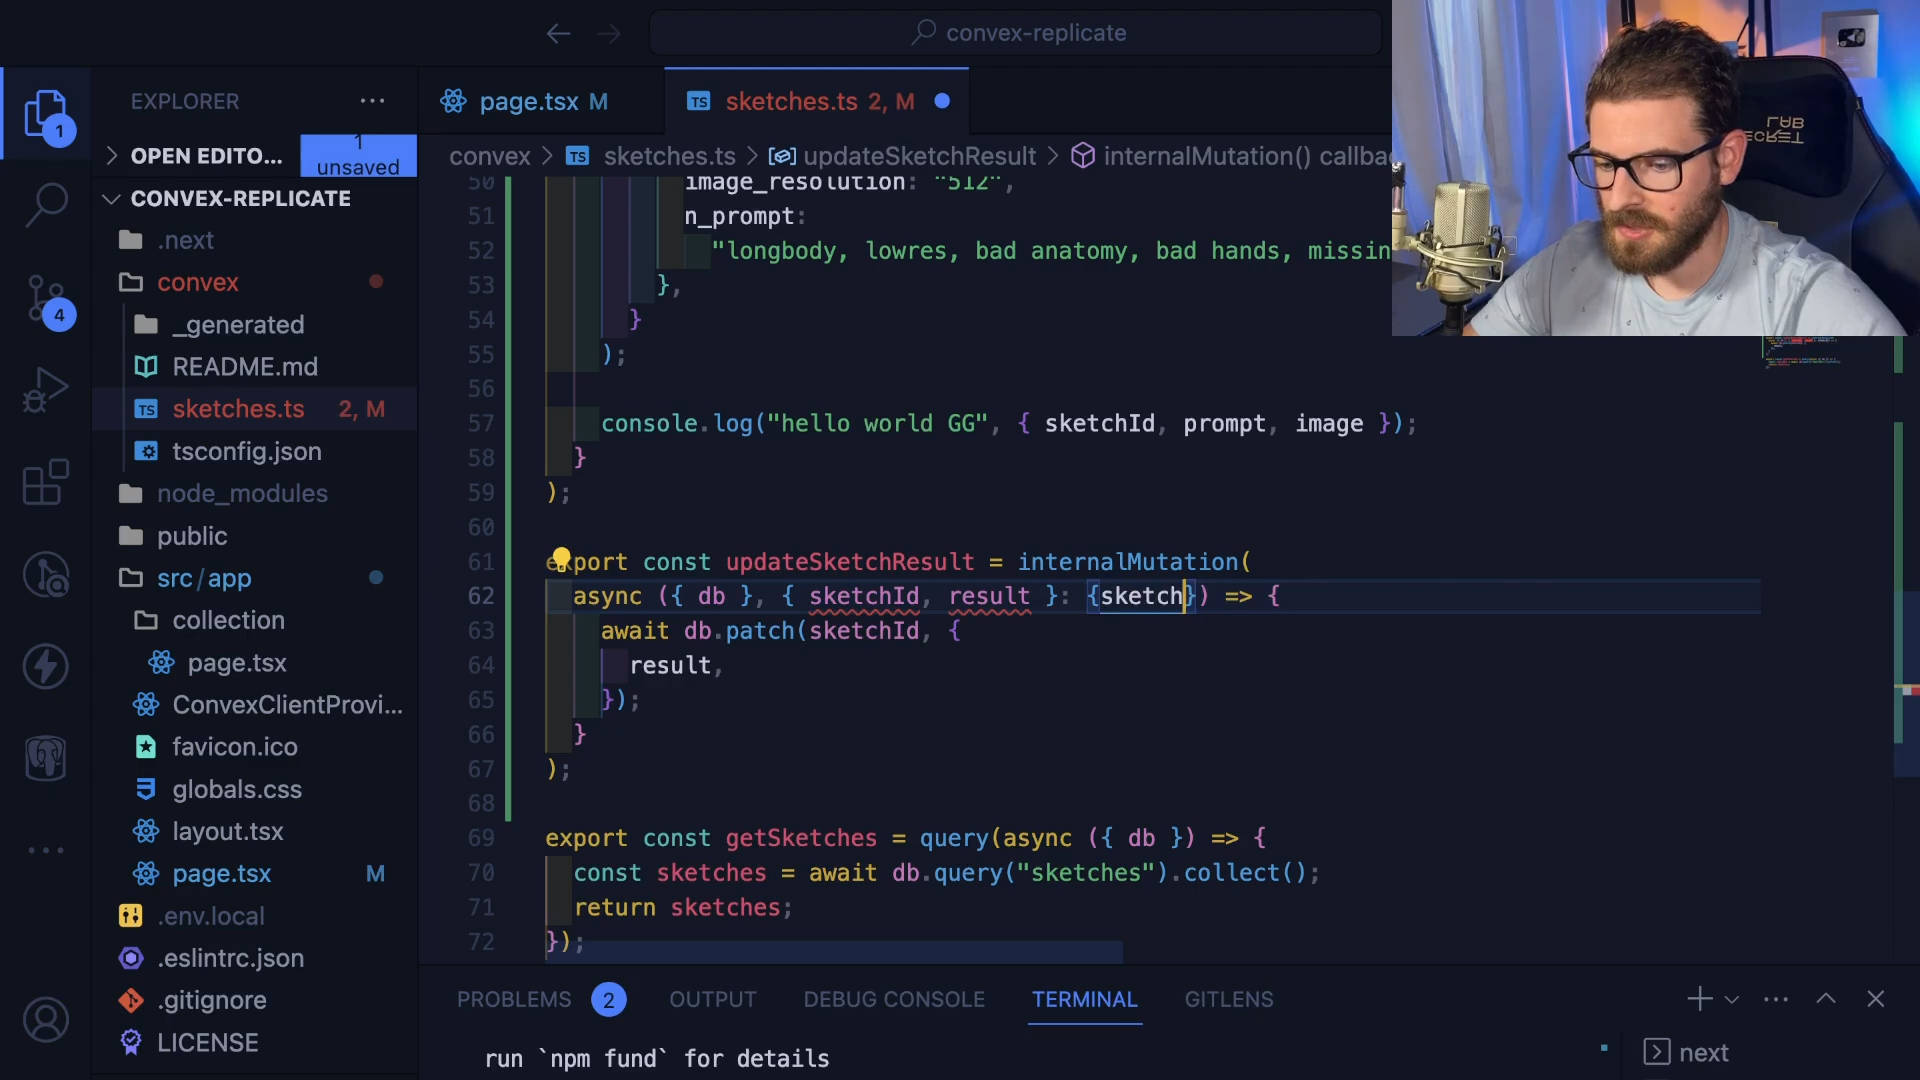 convex-replicate
EXPLORER
page.tsx M
sketches.ts 2, M
OPEN EDITO...
1 unsaved
convex > TS sketches.ts > updateSketchResult > internalMutation() callba
CONVEX-REPLICATE
.next
convex
_generated
README.md
sketches.ts 2, M
tsconfig.json
node_modules
public
src/app
collection
page.tsx
ConvexClientProvi...
favicon.ico
globals.css
layout.tsx
page.tsx M
.env.local
.eslintrc.json
.gitignore
LICENSE
1
4
50 image_resolution: "512",
51 n_prompt:
52 "longbody, lowres, bad anatomy, bad hands, missin
53 },
54 }
55 );
56
57 console.log("hello world GG", { sketchId, prompt, image });
58 }
59 );
60
61 export const updateSketchResult = internalMutation(
62 async ({ db }, { sketchId, result }: {sketch}) => {
63 await db.patch(sketchId, {
64 result,
65 });
66 }
67 );
68
69 export const getSketches = query(async ({ db }) => {
70 const sketches = await db.query("sketches").collect();
71 return sketches;
72 });
PROBLEMS 2 OUTPUT DEBUG CONSOLE TERMINAL GITLENS
run `npm fund` for details
next